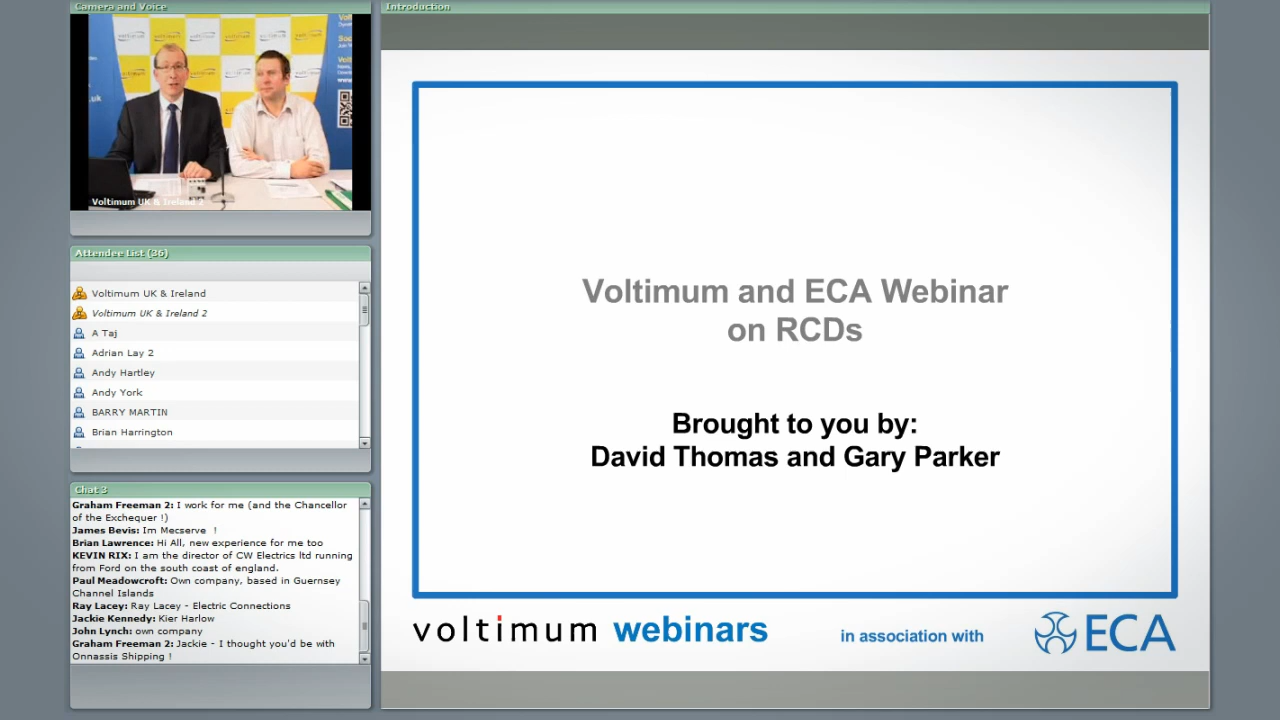 Camera and Voice
voltimum
voltimum
.uk
Voltimum UK & Ireland 2
Attendee List (36)
Voltimum UK & Ireland
Voltimum UK & Ireland 2
A Taj
Adrian Lay 2
Andy Hartley
Andy York
BARRY MARTIN
Brian Harrington
Chat 3
Graham Freeman 2: I work for me (and the Chancellor
of the Exchequer !)
James Bevis: Im Mecserve !
Brian Lawrence: Hi All, new experience for me too
KEVIN RIX: I am the director of CW Electrics ltd running
from Ford on the south coast of england.
Paul Meadowcroft: Own company, based in Guernsey
Channel Islands
Ray Lacey: Ray Lacey - Electric Connections
Jackie Kennedy: Kier Harlow
John Lynch: own company
Graham Freeman 2: Jackie - I thought you'd be with
Onnassis Shipping !
Introduction
Voltimum and ECA Webinar
on RCDs
Brought to you by:
David Thomas and Gary Parker
voltimum webinars
in association with
ECA